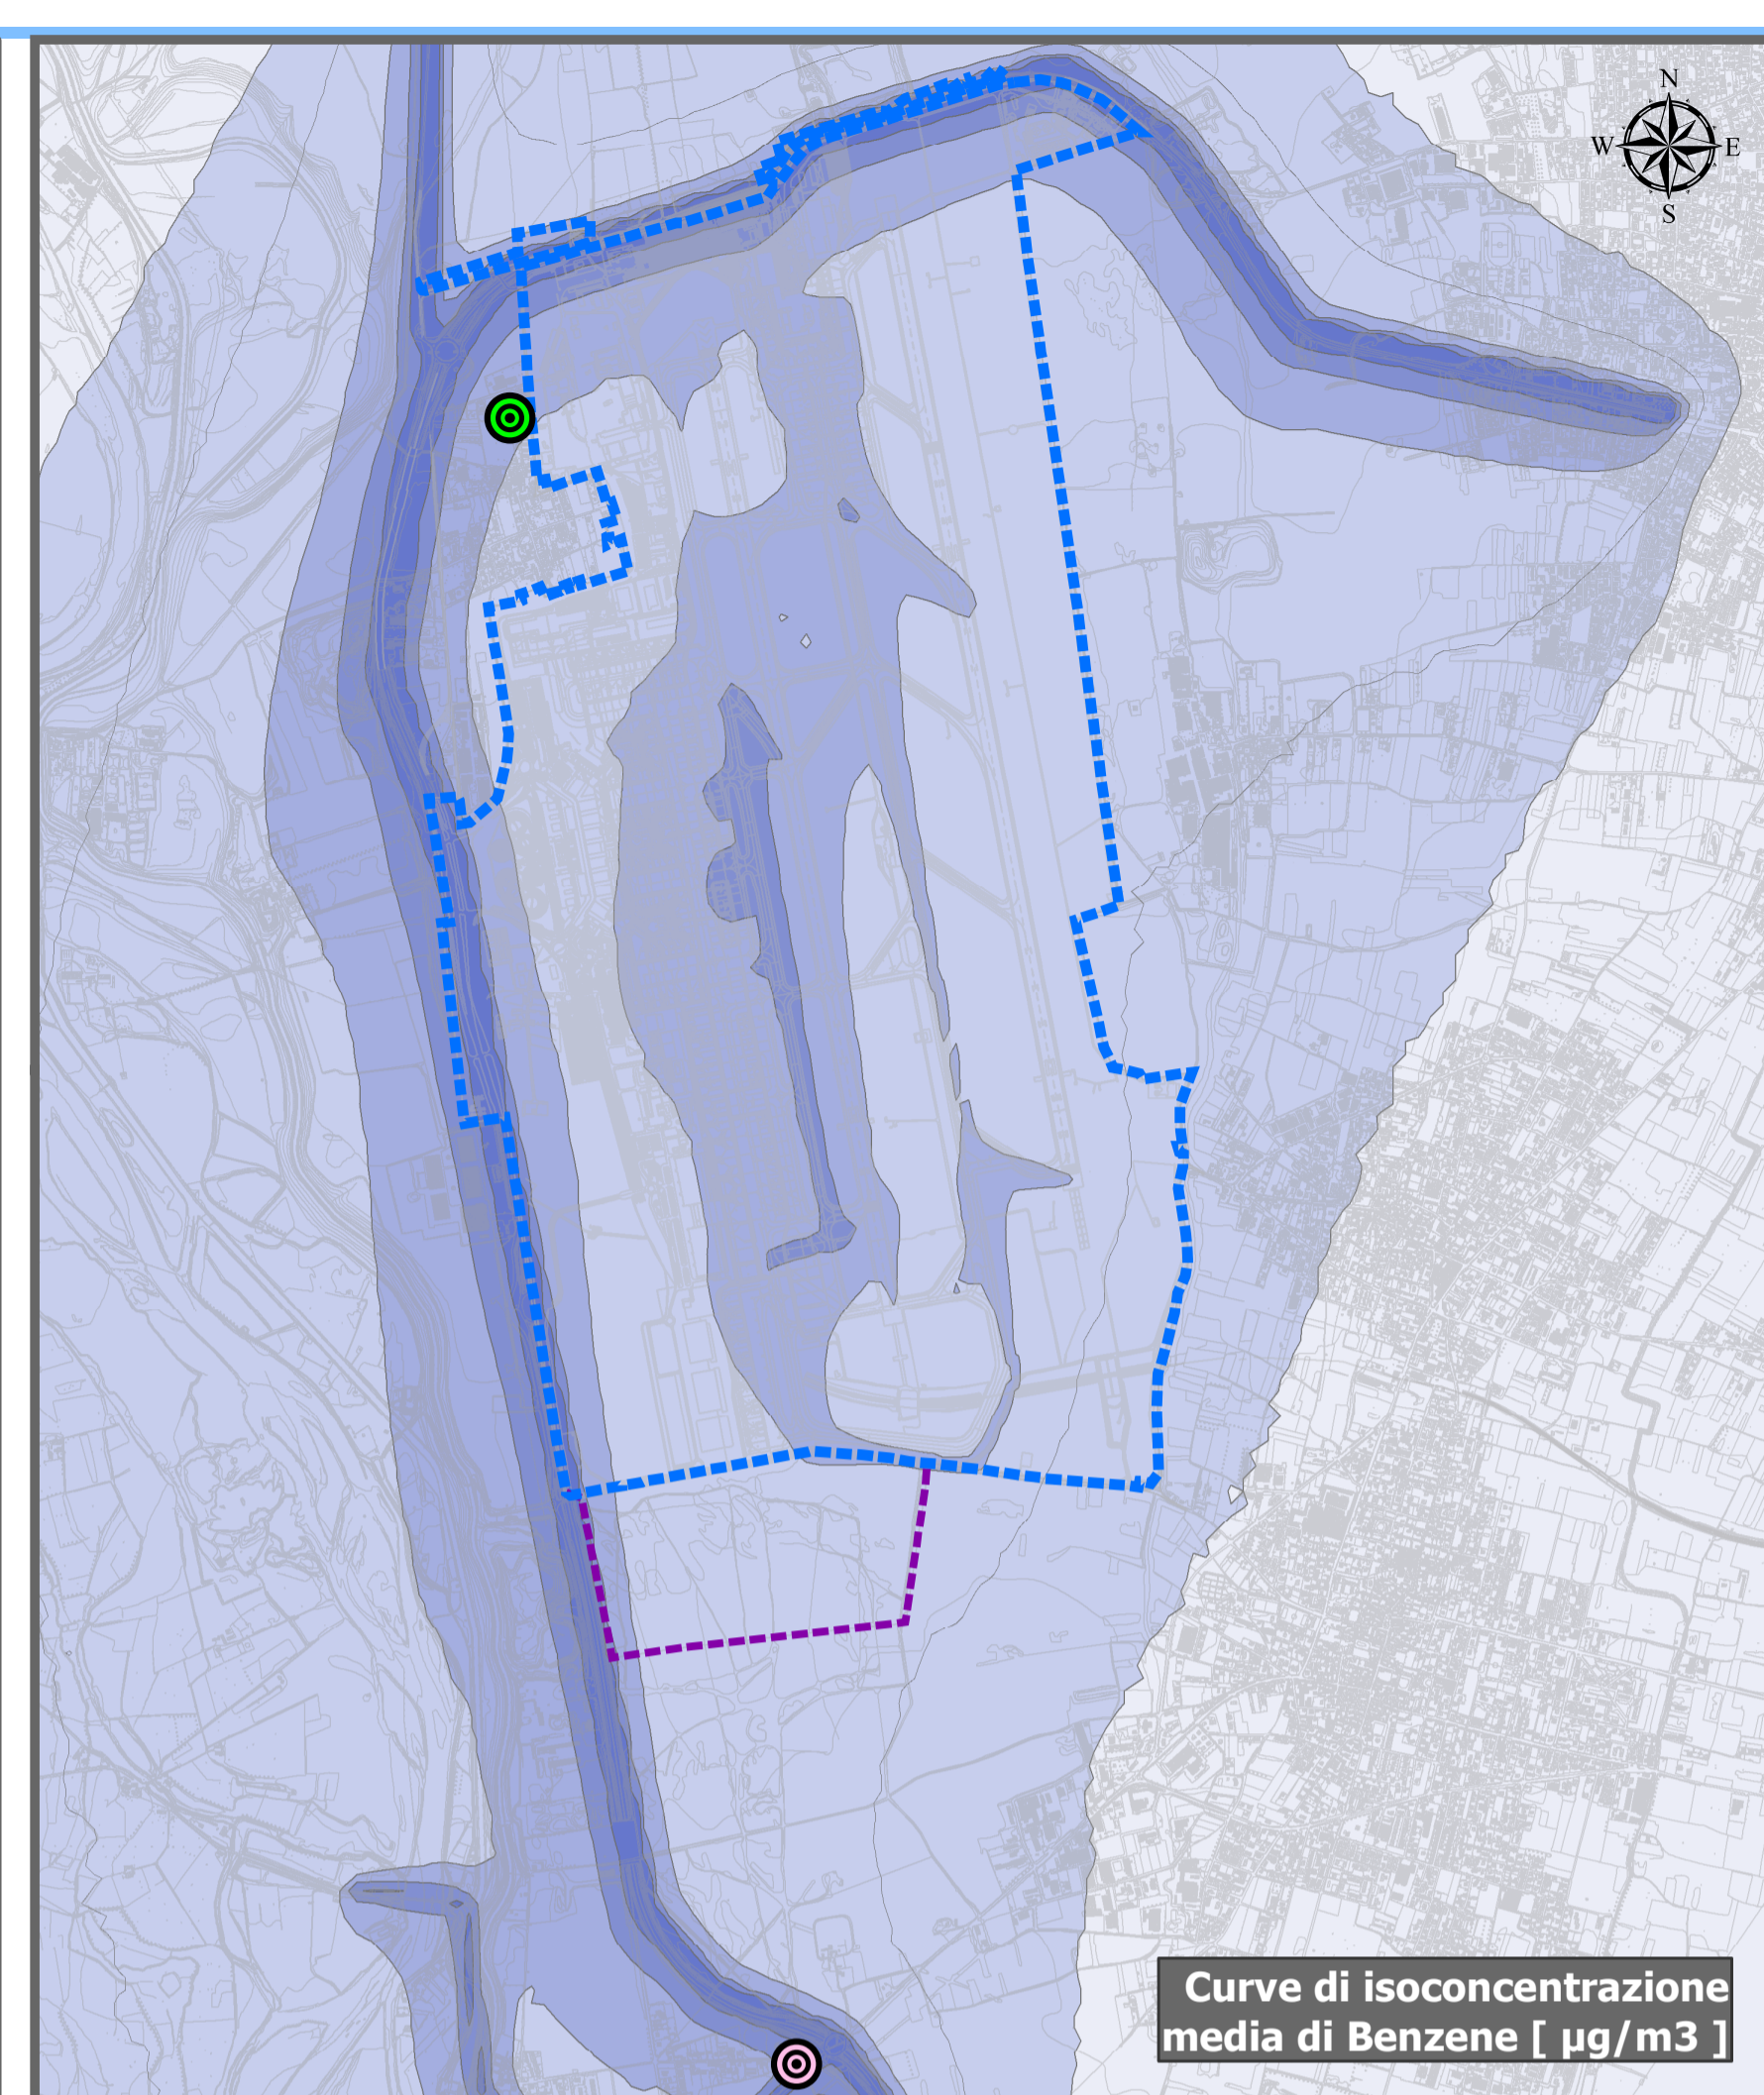 N
W E
S
Curve di isoconcentrazione
media di Benzene [ µg/m3 ]